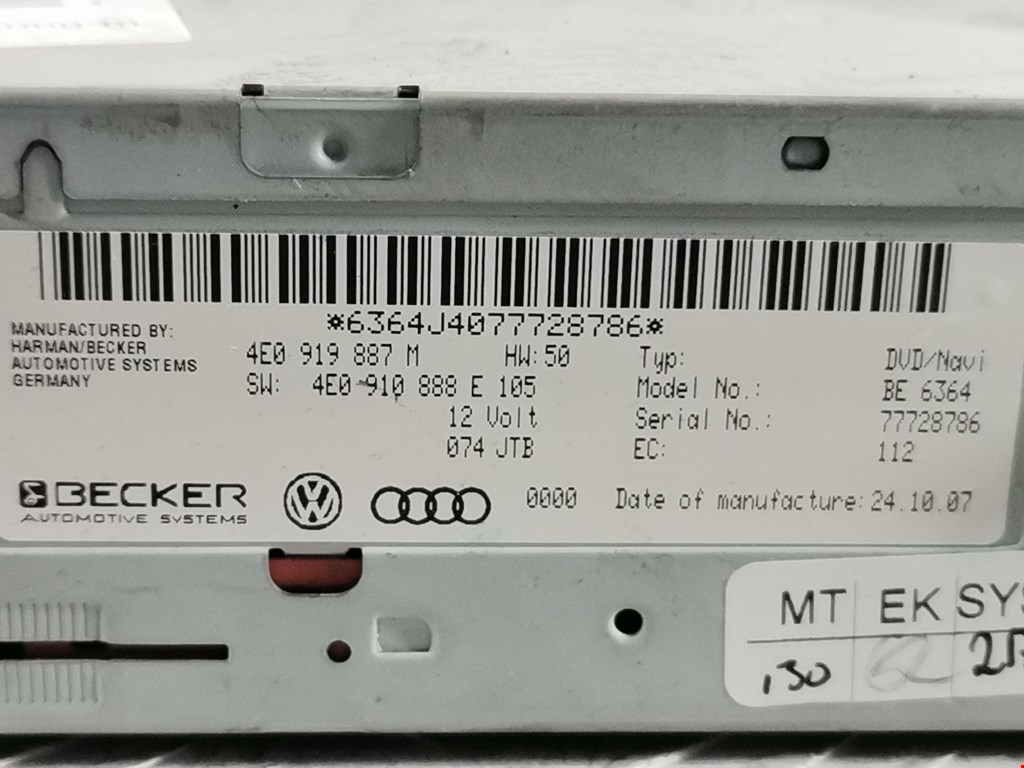 *6364J4077728786*
MANUFACTURED BY:
HARMAN/BECKER
AUTOMOTIVE SYSTEMS
GERMANY
4E0 919 887 M HW:50
SW: 4E0 910 888 E 105
12 Volt
074 JTB
Typ: DVD/Navi
Model No.: BE 6364
Serial No.: 77728786
EC: 112
BECKER
AUTOMOTIVE SYSTEMS
0000 Date of manufacture: 24.10.07
MT EK SYS
130